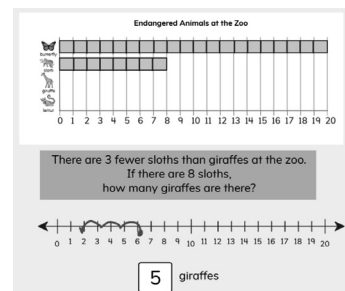 Endangered Animals at the Zoo
butterfly
giraffe
lemur
0 1 2 3 4 5 6 7 8 9 10 11 12 13 14 15 16 17 18 19 20
There are 3 fewer sloths than giraffes at the zoo.
If there are 8 sloths,
how many giraffes are there?
0 1 2 3 4 5 6 7 8 9 10 11 12 13 14 15 16 17 18 19 20
5 giraffes